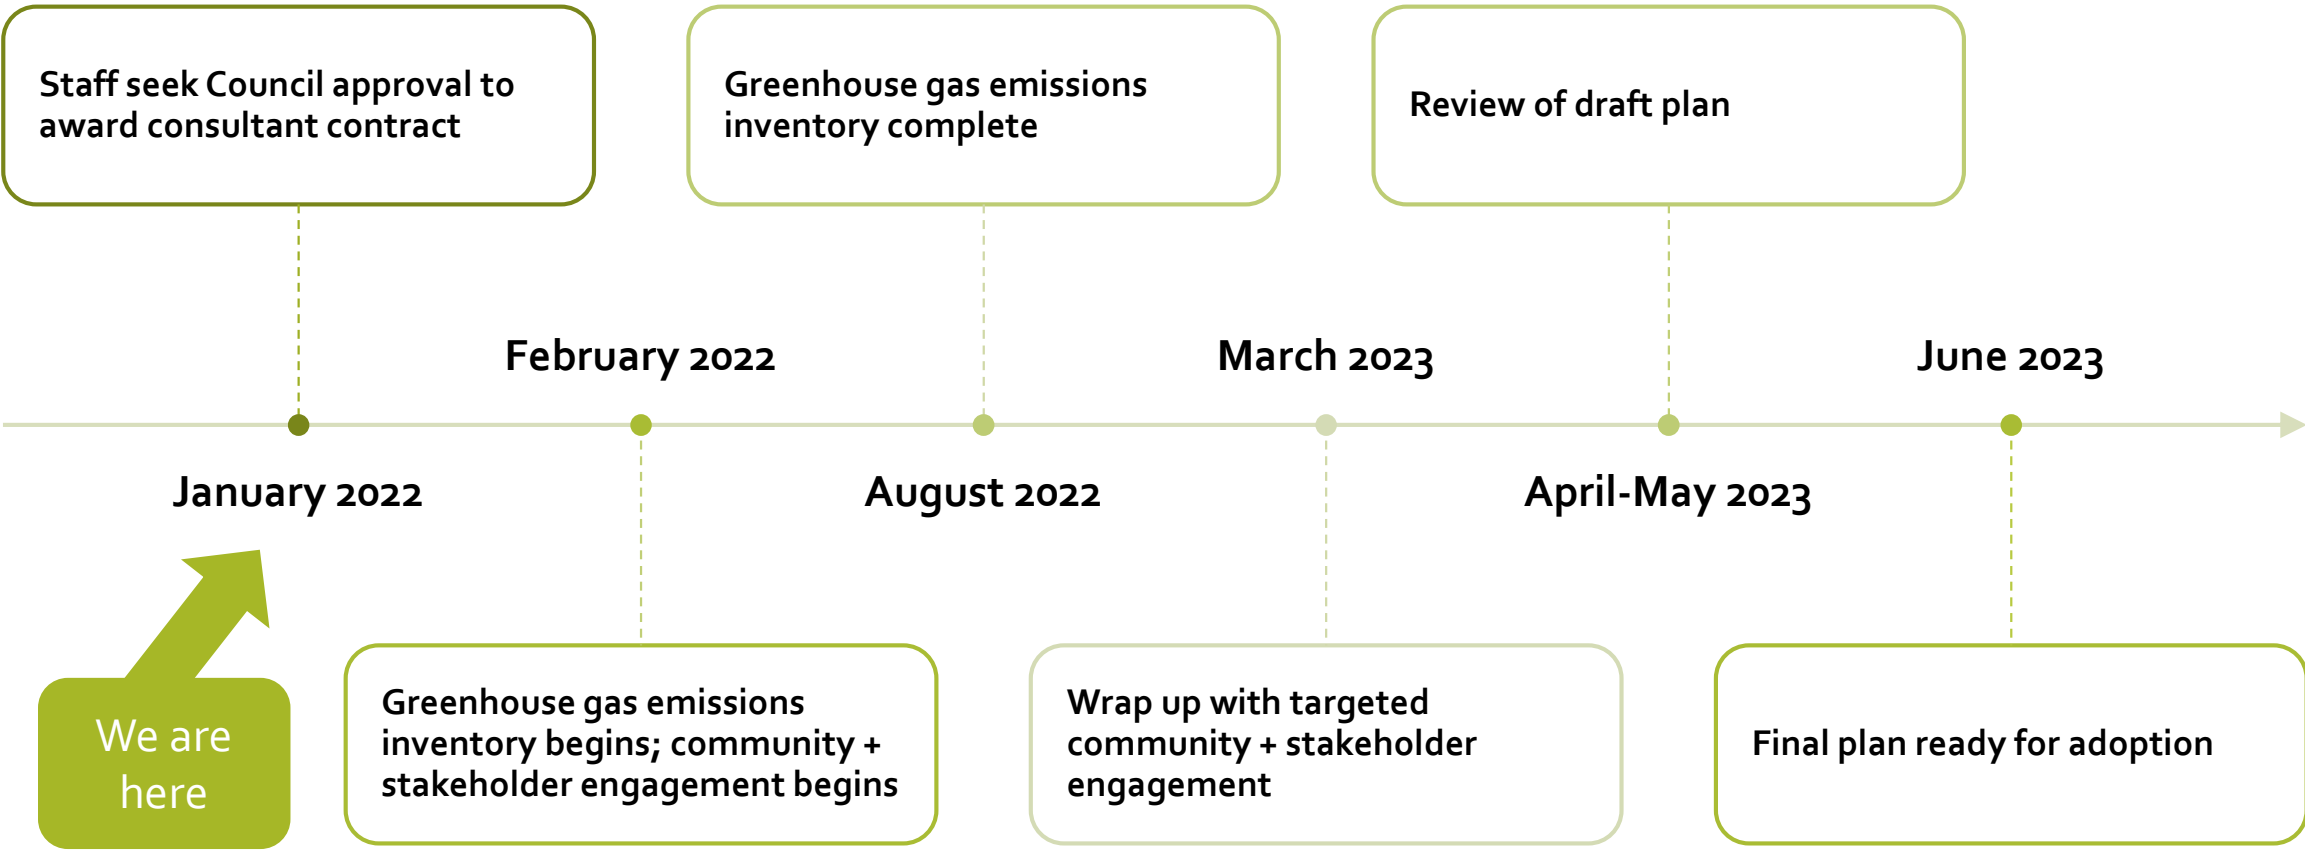 Staff seek Council approval to
award consultant contract
Greenhouse gas emissions
inventory complete
Review of draft plan
February 2022
March 2023
June 2023
January 2022
August 2022
April-May 2023
We are
here
Greenhouse gas emissions
inventory begins; community +
stakeholder engagement begins
Wrap up with targeted
community + stakeholder
engagement
Final plan ready for adoption